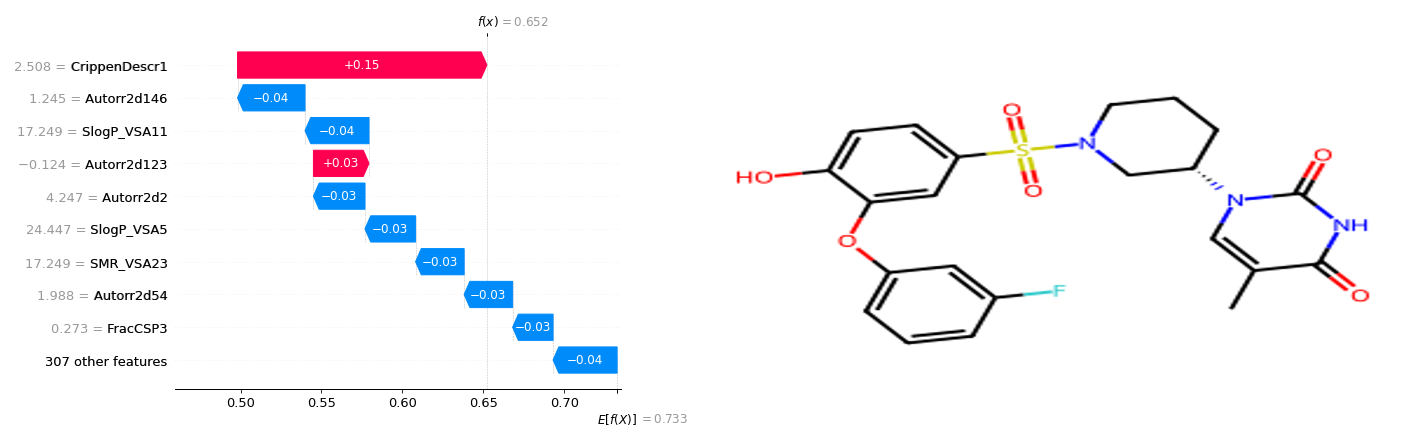 f(x) = 0.652
2.508 = CrippenDescr1 +0.15
1.245 = Autorr2d146 −0.04
17.249 = SlogP_VSA11 −0.04
−0.124 = Autorr2d123 +0.03
4.247 = Autorr2d2 −0.03
24.447 = SlogP_VSA5 −0.03
17.249 = SMR_VSA23 −0.03
1.988 = Autorr2d54 −0.03
0.273 = FracCSP3 −0.03
307 other features −0.04
0.50 0.55 0.60 0.65 0.70
E[f(X)] = 0.733
O
S N
O
HO
O
F
N
O
NH
O